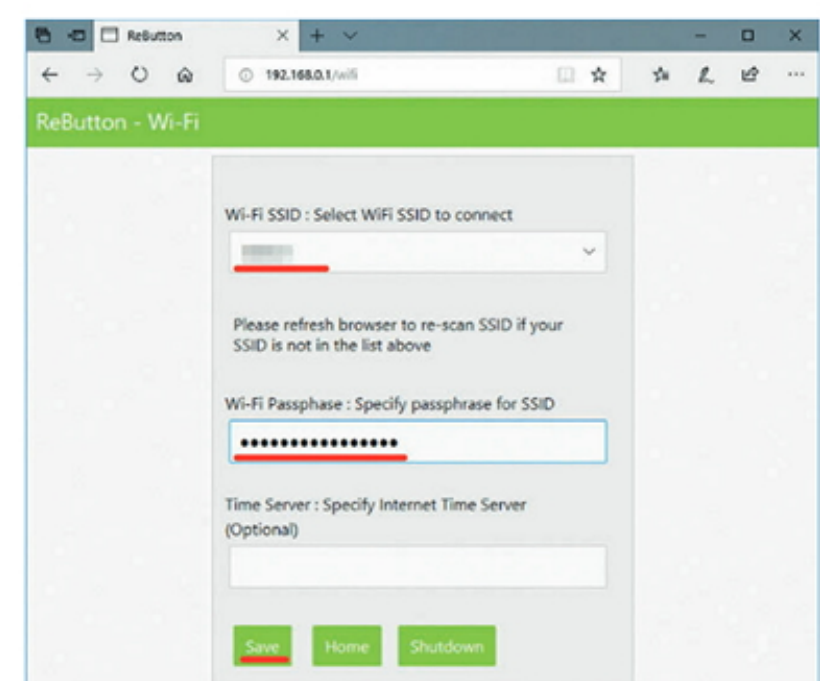 ReButton
192.168.0.1/wifi
ReButton - Wi-Fi
Wi-Fi SSID : Select WiFi SSID to connect
Please refresh browser to re-scan SSID if your
SSID is not in the list above
Wi-Fi Passphase : Specify passphrase for SSID
••••••••••••••••
Time Server : Specify Internet Time Server
(Optional)
Save Home Shutdown